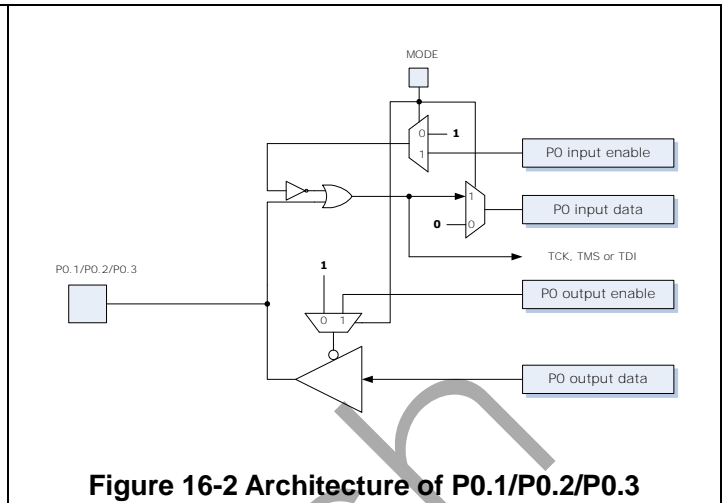 MODE
0
1
1
P0 input enable
1
P0 input data
0
0
TCK, TMS or TDI
P0.1/P0.2/P0.3
1
P0 output enable
0 1
P0 output data
Figure 16-2 Architecture of P0.1/P0.2/P0.3